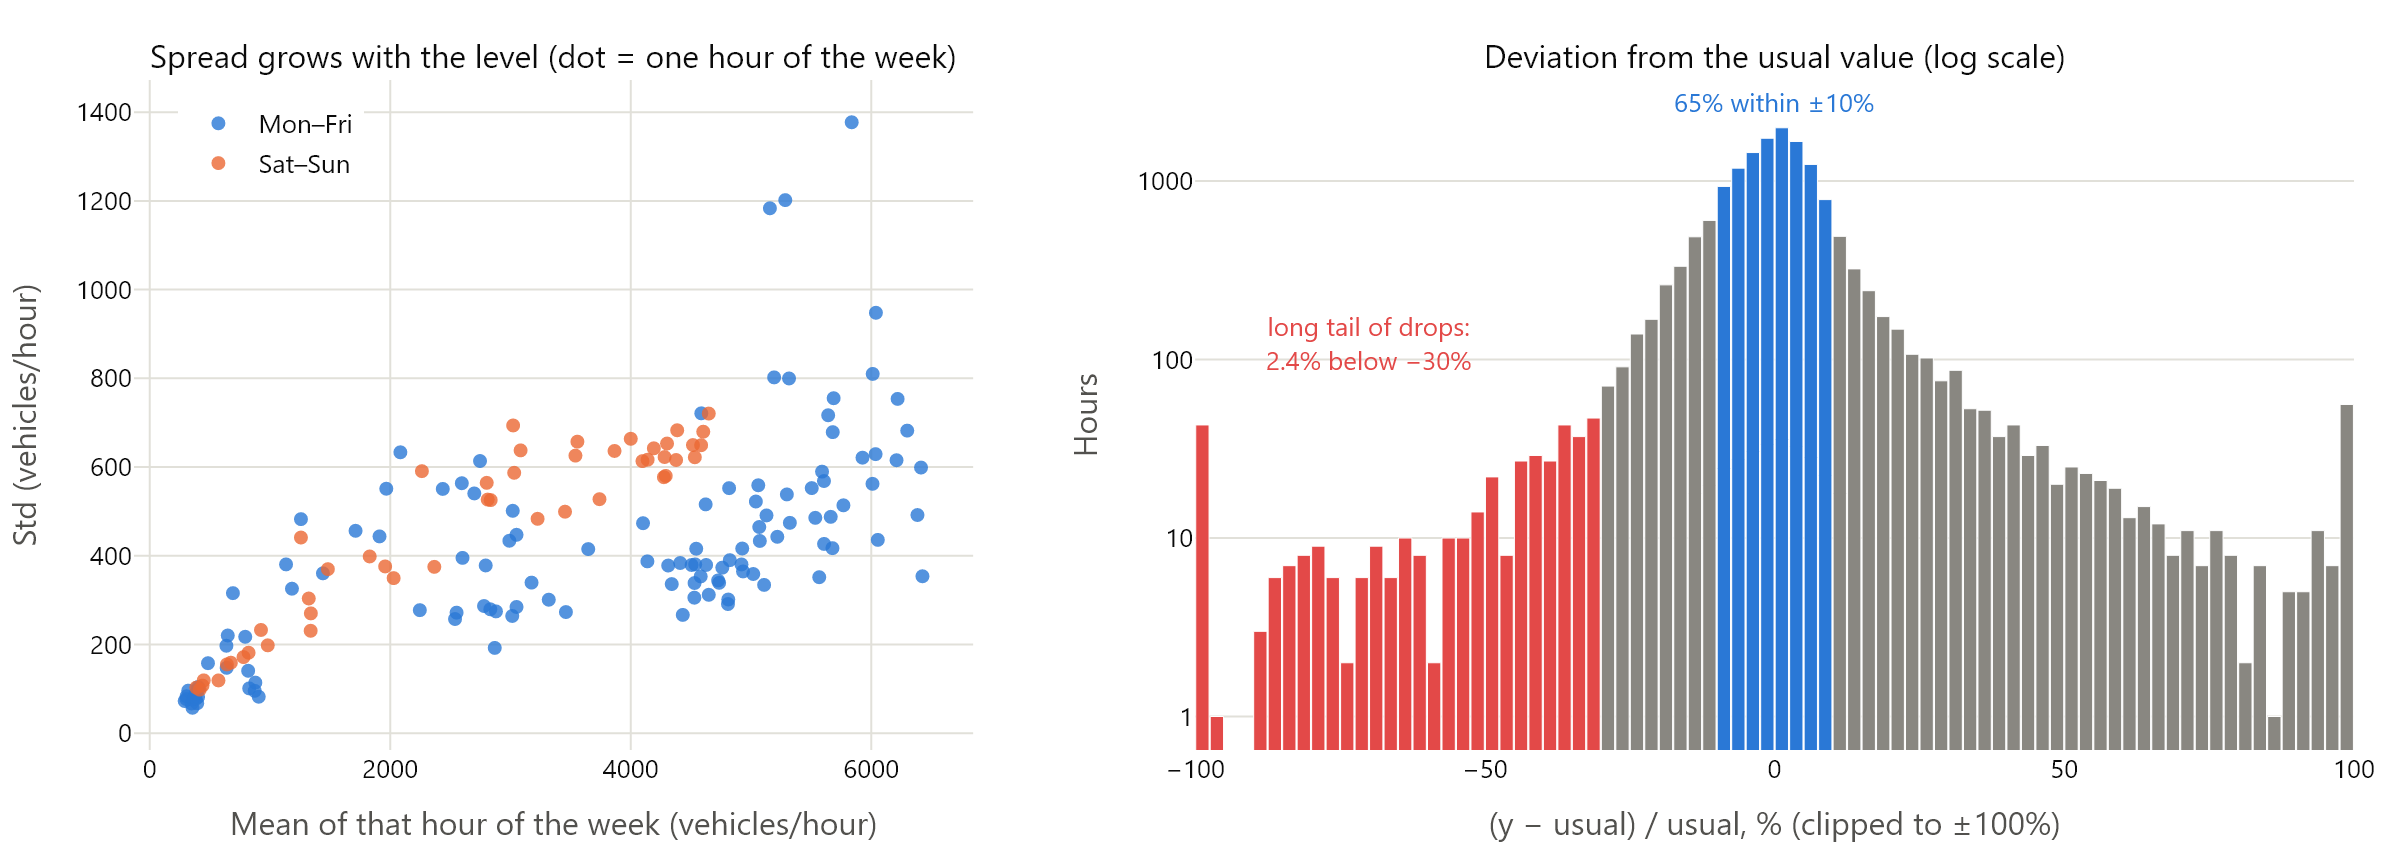 Spread grows with the level (dot = one hour of the week)
1400
1200
1000
800
600
400
200
0
Mon–Fri
Sat–Sun
Std (vehicles/hour)
0 2000 4000 6000
Mean of that hour of the week (vehicles/hour)
Deviation from the usual value (log scale)
65% within ±10%
1000
100
10
1
long tail of drops:
2.4% below −30%
Hours
−100 −50 0 50 100
(y − usual) / usual, % (clipped to ±100%)